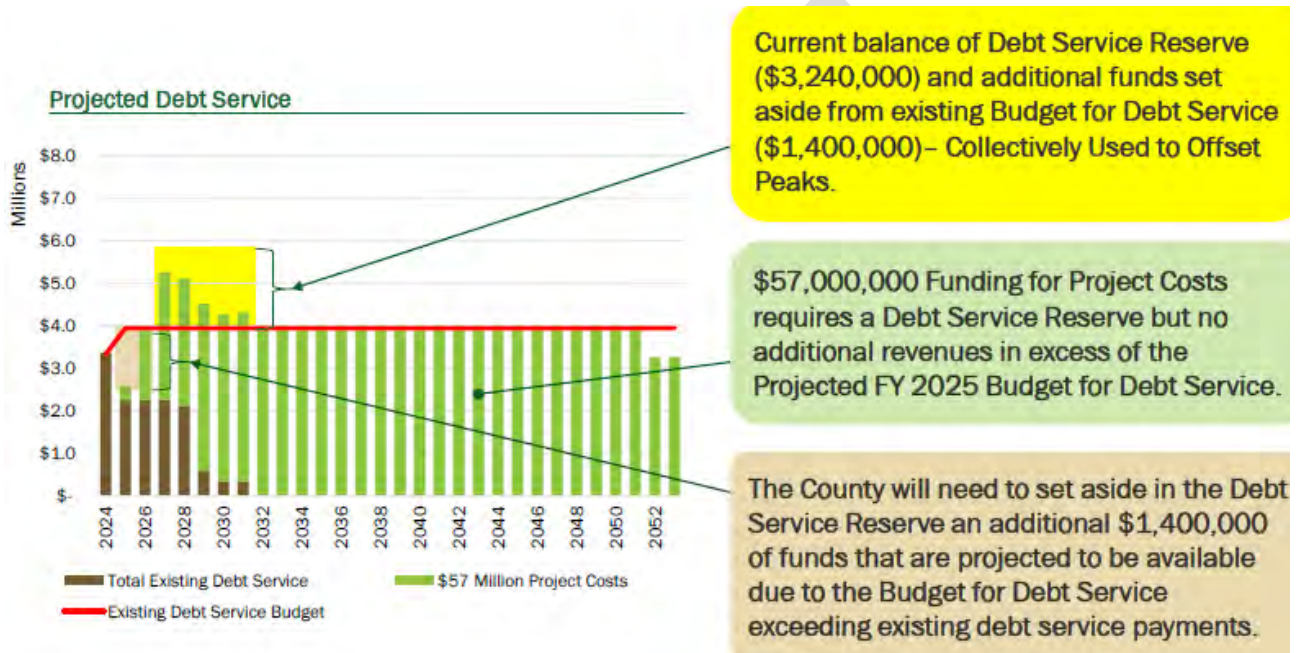 Projected Debt Service
Millions
$8.0
$7.0
$6.0
$5.0
$4.0
$3.0
$2.0
$1.0
$-
2024
2026
2028
2030
2032
2034
2036
2038
2040
2042
2044
2046
2048
2050
2052
Total Existing Debt Service
$57 Million Project Costs
Existing Debt Service Budget
Current balance of Debt Service Reserve
($3,240,000) and additional funds set
aside from existing Budget for Debt Service
($1,400,000)– Collectively Used to Offset
Peaks.
$57,000,000 Funding for Project Costs
requires a Debt Service Reserve but no
additional revenues in excess of the
Projected FY 2025 Budget for Debt Service.
The County will need to set aside in the Debt
Service Reserve an additional $1,400,000
of funds that are projected to be available
due to the Budget for Debt Service
exceeding existing debt service payments.